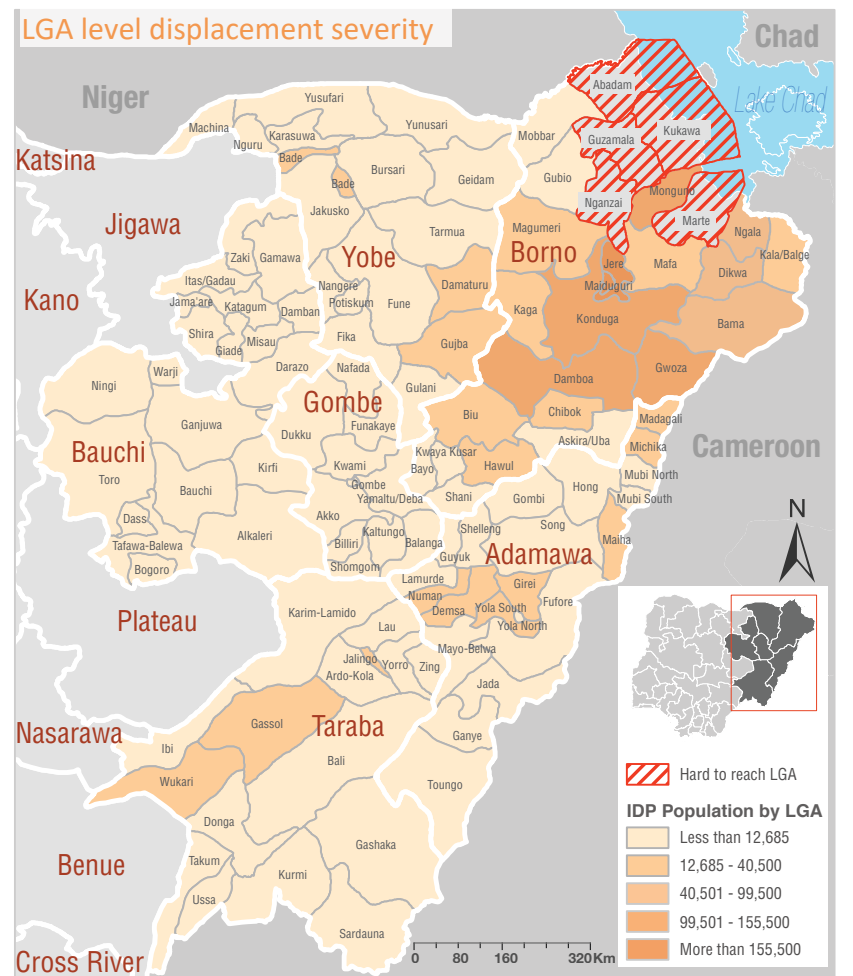 LGA level displacement severity
Chad
Niger
Lake Chad
Abadam
Yusufari
Machina
Yunusari
Kukawa
Nguru
Karasuwa
Mobbar
Guzamala
Katsina
Bade
Bursari
Geidam
Gubio
Bade
Monguno
Nganzai
Jakusko
Marte
Jigawa
Tarmua
Magumeri
Ngala
Zaki
Gamawa
Yobe
Borno
Kala/Balge
Jere
Mafa
Dikwa
Itas/Gadau
Nangere
Damaturu
Maiduguri
Kano
Jama'are
Katagum
Potiskum
Fune
Damban
Kaga
Konduga
Bama
Shira
Misau
Fika
Gujba
Giade
Darazo
Nafada
Gwoza
Warji
Damboa
Ningi
Gulani
Gombe
Biu
Chibok
Ganjuwa
Dukku
Funakaye
Madagali
Askira/Uba
Bauchi
Michika
Cameroon
Kwaya Kusar
Kwami
Hawul
Kirfi
Bayo
Toro
Mubi North
Gombe
Hong
Bauchi
Yamaltu/Deba
Shani
Gombi
Mubi South
Dass
Akko
Song
N
Kaltungo
Shelleng
Alkaleri
Maiha
Tafawa-Balewa
Billiri
Balanga
Adamawa
Guyuk
Bogoro
Shomgom
Lamurde
Girei
Numan
Fufore
Karim-Lamido
Demsa
Yola South
Plateau
Lau
Yola North
Mayo-Belwa
Jalingo
Yorro
Zing
Ardo-Kola
Jada
Gassol
Taraba
Nasarawa
Ganye
Ibi
Bali
Hard to reach LGA
Wukari
Toungo
IDP Population by LGA
Donga
Less than 12,685
Gashaka
Benue
Takum
12,685 - 40,500
Kurmi
40,501 - 99,500
Ussa
99,501 - 155,500
Sardauna
More than 155,500
Cross River
0 80 160 320 Km